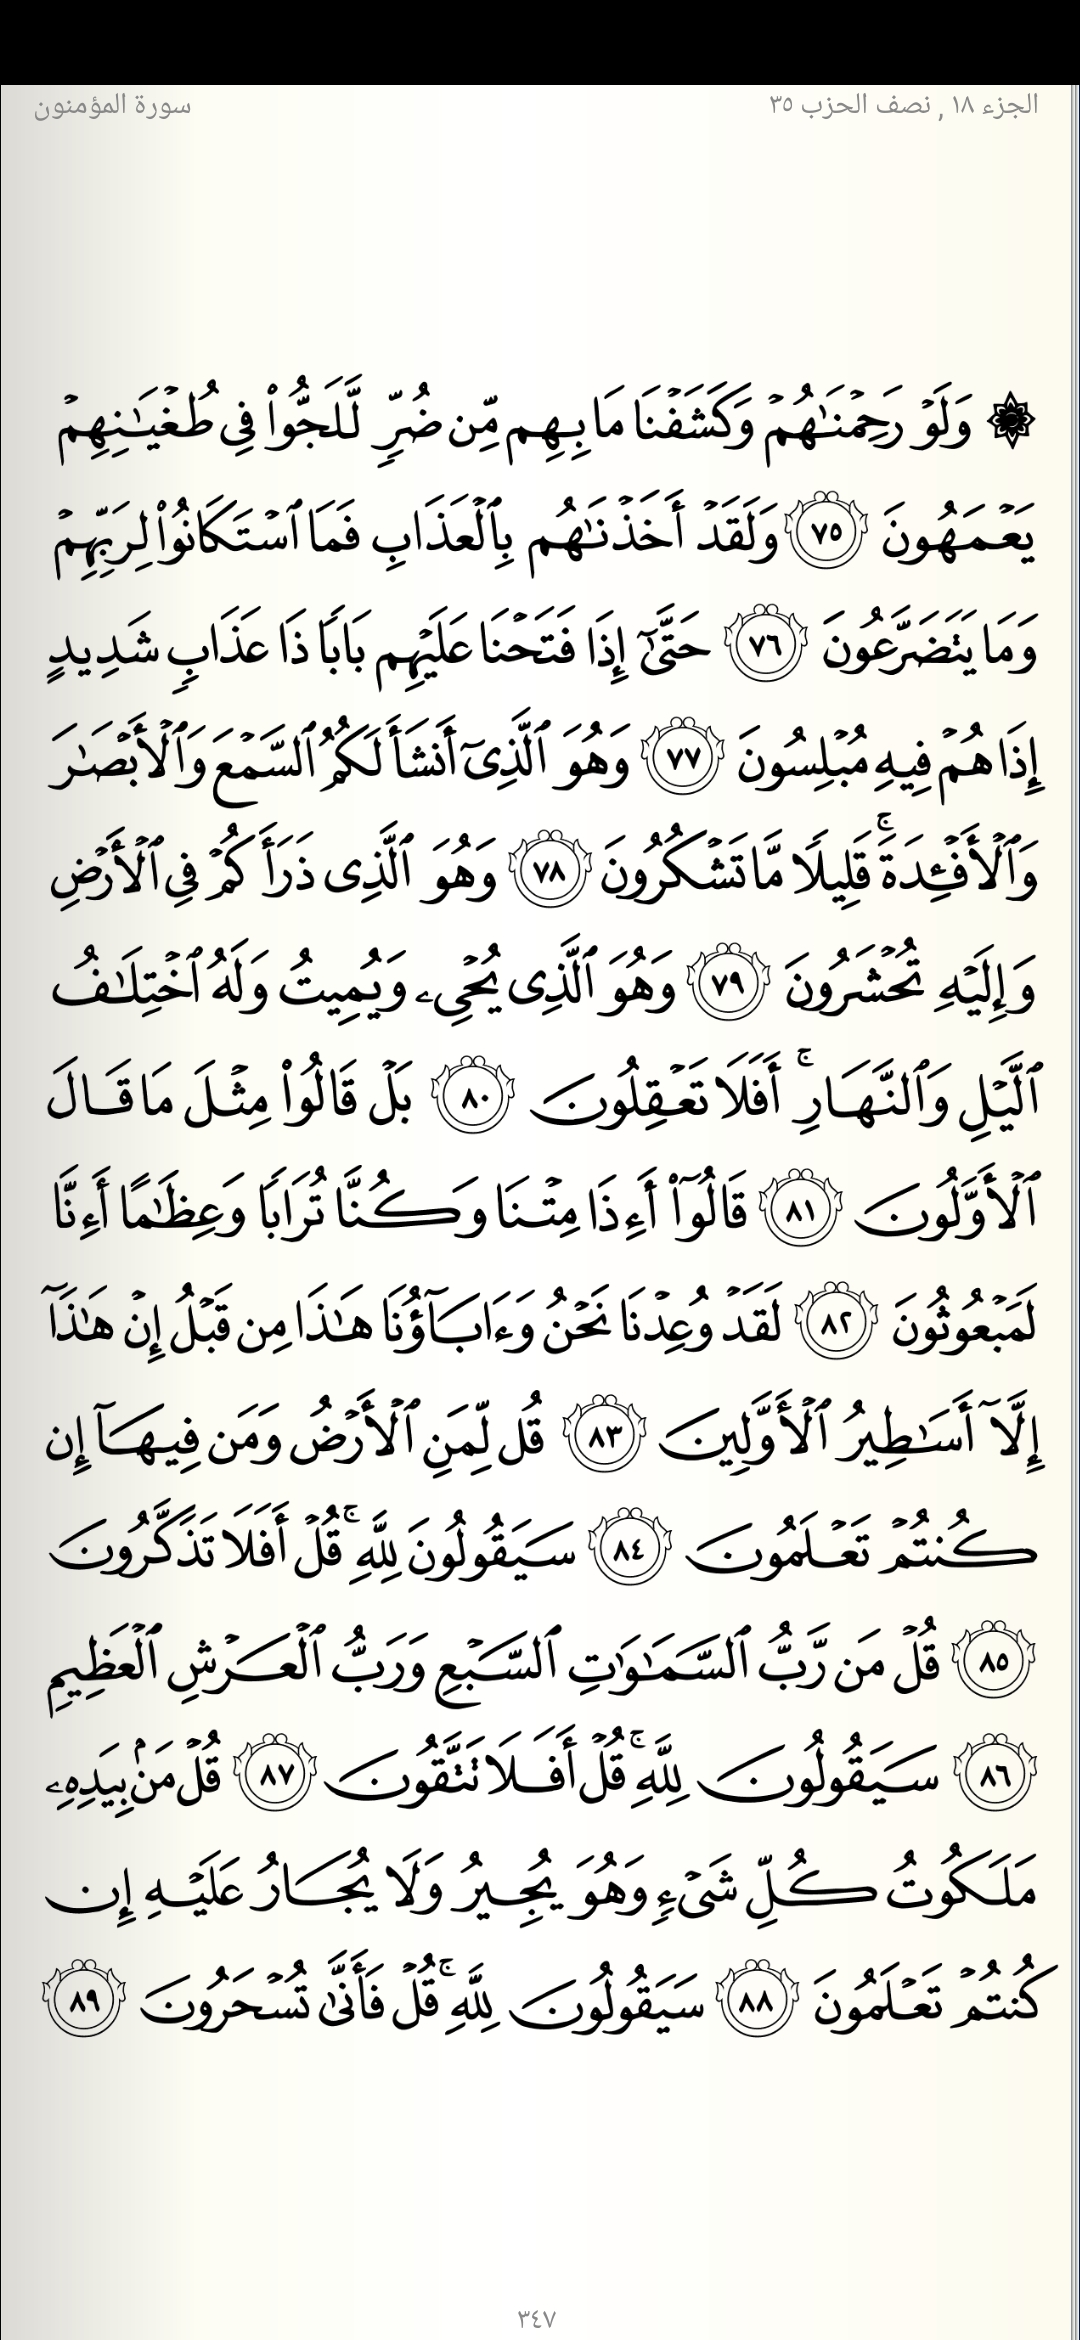 الجزء ١٨ , نصف الحزب ٣٥
سورة المؤمنون
۞ وَلَوۡ رَحِمۡنَٰهُمۡ وَكَشَفۡنَا مَا بِهِم مِّن ضُرّٖ لَّلَجُّواْ فِي طُغۡيَٰنِهِمۡ
يَعۡمَهُونَ ٧٥ وَلَقَدۡ أَخَذۡنَٰهُم بِٱلۡعَذَابِ فَمَا ٱسۡتَكَانُواْ لِرَبِّهِمۡ
وَمَا يَتَضَرَّعُونَ ٧٦ حَتَّىٰٓ إِذَا فَتَحۡنَا عَلَيۡهِم بَابٗا ذَا عَذَابٖ شَدِيدٍ
إِذَا هُمۡ فِيهِ مُبۡلِسُونَ ٧٧ وَهُوَ ٱلَّذِيٓ أَنشَأَ لَكُمُ ٱلسَّمۡعَ وَٱلۡأَبۡصَٰرَ
وَٱلۡأَفۡـِٔدَةَۚ قَلِيلٗا مَّا تَشۡكُرُونَ ٧٨ وَهُوَ ٱلَّذِي ذَرَأَكُمۡ فِي ٱلۡأَرۡضِ
وَإِلَيۡهِ تُحۡشَرُونَ ٧٩ وَهُوَ ٱلَّذِي يُحۡيِۦ وَيُمِيتُ وَلَهُ ٱخۡتِلَٰفُ
ٱلَّيۡلِ وَٱلنَّهَارِۚ أَفَلَا تَعۡقِلُونَ ٨٠ بَلۡ قَالُواْ مِثۡلَ مَا قَالَ
ٱلۡأَوَّلُونَ ٨١ قَالُوٓاْ أَءِذَا مِتۡنَا وَكُنَّا تُرَابٗا وَعِظَٰمًا أَءِنَّا
لَمَبۡعُوثُونَ ٨٢ لَقَدۡ وُعِدۡنَا نَحۡنُ وَءَابَآؤُنَا هَٰذَا مِن قَبۡلُ إِنۡ هَٰذَآ
إِلَّآ أَسَٰطِيرُ ٱلۡأَوَّلِينَ ٨٣ قُل لِّمَنِ ٱلۡأَرۡضُ وَمَن فِيهَآ إِن
كُنتُمۡ تَعۡلَمُونَ ٨٤ سَيَقُولُونَ لِلَّهِۚ قُلۡ أَفَلَا تَذَكَّرُونَ
٨٥ قُلۡ مَن رَّبُّ ٱلسَّمَٰوَٰتِ ٱلسَّبۡعِ وَرَبُّ ٱلۡعَرۡشِ ٱلۡعَظِيمِ
٨٦ سَيَقُولُونَ لِلَّهِۚ قُلۡ أَفَلَا تَتَّقُونَ ٨٧ قُلۡ مَنۢ بِيَدِهِۦ
مَلَكُوتُ كُلِّ شَيۡءٖ وَهُوَ يُجِيرُ وَلَا يُجَارُ عَلَيۡهِ إِن
كُنتُمۡ تَعۡلَمُونَ ٨٨ سَيَقُولُونَ لِلَّهِۚ قُلۡ فَأَنَّىٰ تُسۡحَرُونَ ٨٩
٣٤٧